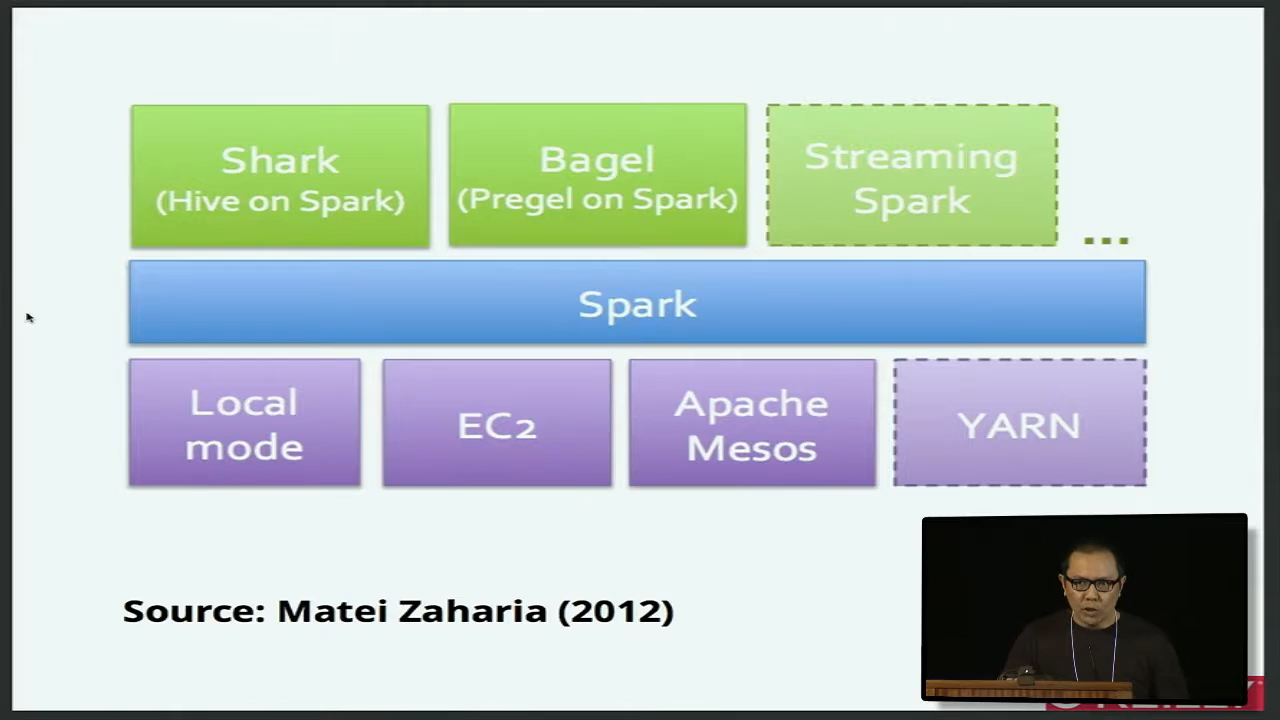 Shark
(Hive on Spark)
Bagel
(Pregel on Spark)
Streaming
Spark
...
Spark
Local
mode
EC2
Apache
Mesos
YARN
Source: Matei Zaharia (2012)